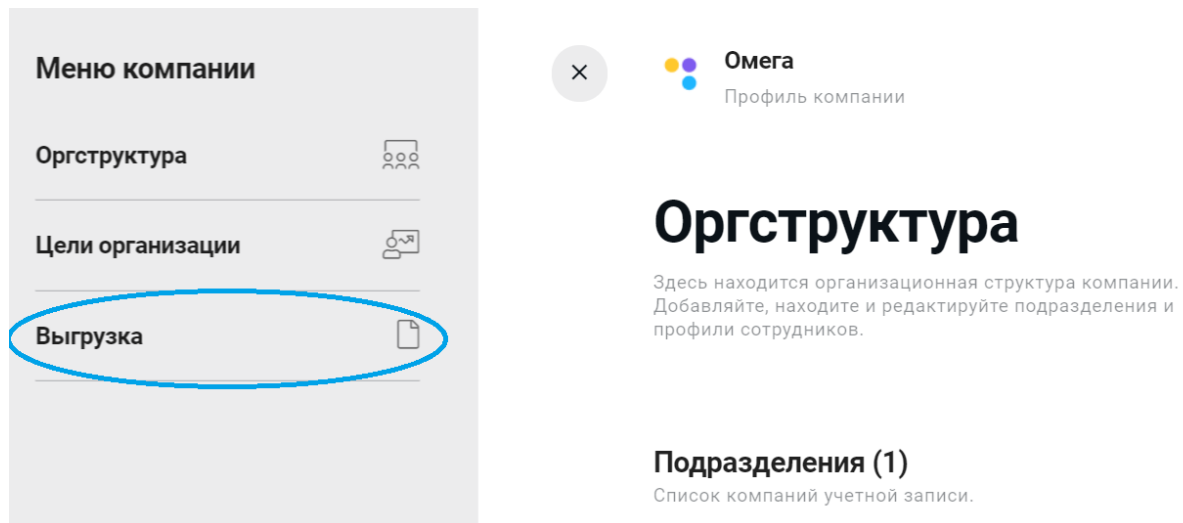 Меню компании
Оргструктура
Цели организации
Выгрузка
Омега
Профиль компании
Оргструктура
Здесь находится организационная структура компании.
Добавляйте, находите и редактируйте подразделения и
профили сотрудников.
Подразделения (1)
Список компаний учетной записи.